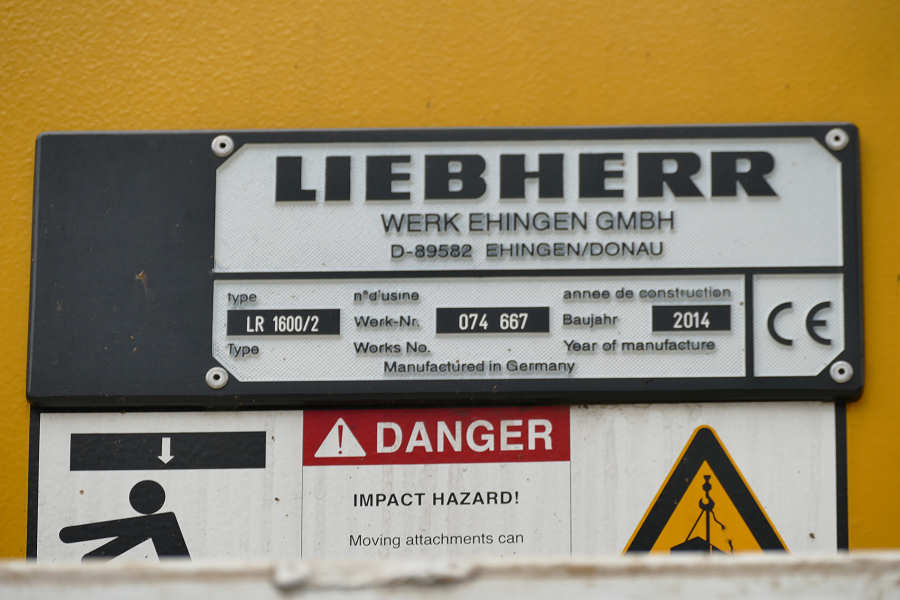 LIEBHERR
WERK EHINGEN GMBH
D-89582 EHINGEN/DONAU
type n°d'usine annee de construction
LR 1600/2 Werk-Nr. 074 667 Baujahr 2014
Type Works No. Year of manufacture
Manufactured in Germany
CE
DANGER
IMPACT HAZARD!
Moving attachments can